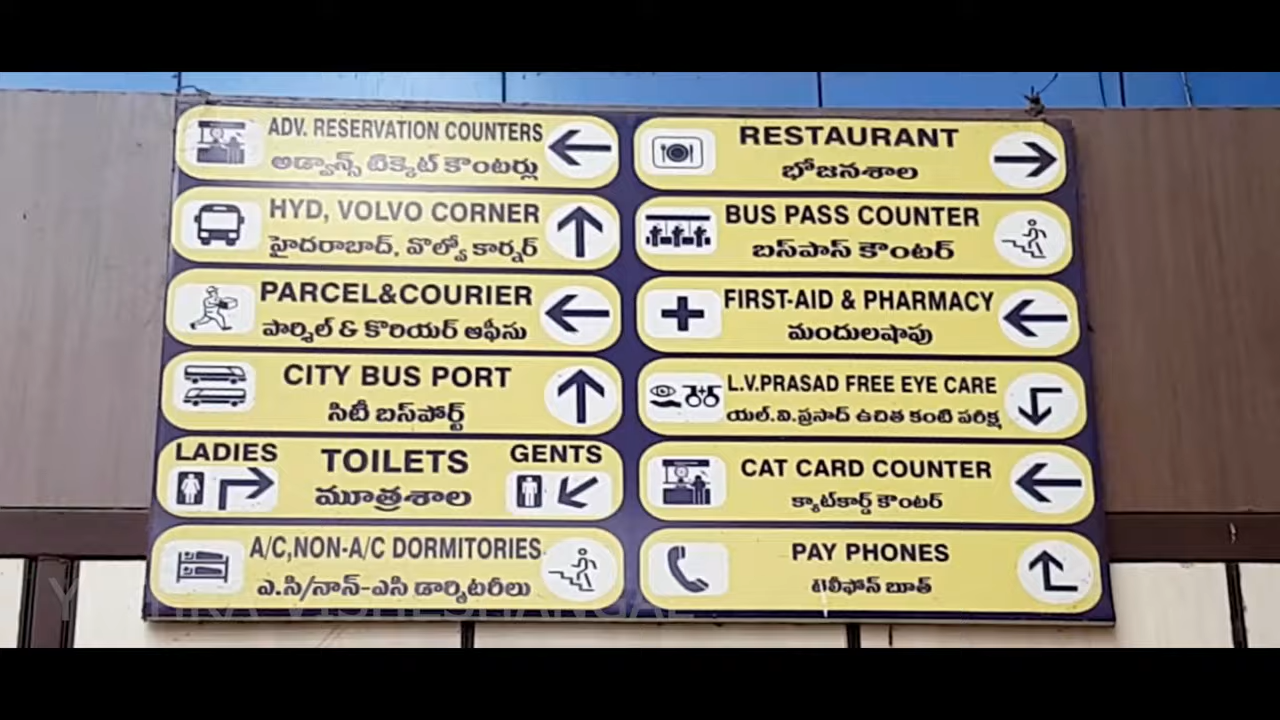 ADV. RESERVATION COUNTERS
అడ్వాన్స్ టిక్కెట్ కౌంటర్లు
HYD, VOLVO CORNER
హైదరాబాద్, వోల్వో కార్నర్
PARCEL&COURIER
పార్శిల్ & కొరియర్ ఆఫీసు
CITY BUS PORT
సిటీ బస్‌పోర్ట్
LADIES TOILETS GENTS
మూత్రశాల
A/C,NON-A/C DORMITORIES
ఎ.సి/నాన్-ఎసి డార్మిటరీలు
RESTAURANT
భోజనశాల
BUS PASS COUNTER
బస్‌పాస్ కౌంటర్
FIRST-AID & PHARMACY
మందులషాపు
L.V.PRASAD FREE EYE CARE
యల్.వి.ప్రసాద్ ఉచిత కంటి పరీక్ష
CAT CARD COUNTER
క్యాట్‌కార్డ్ కౌంటర్
PAY PHONES
టెలీఫోన్ బూత్